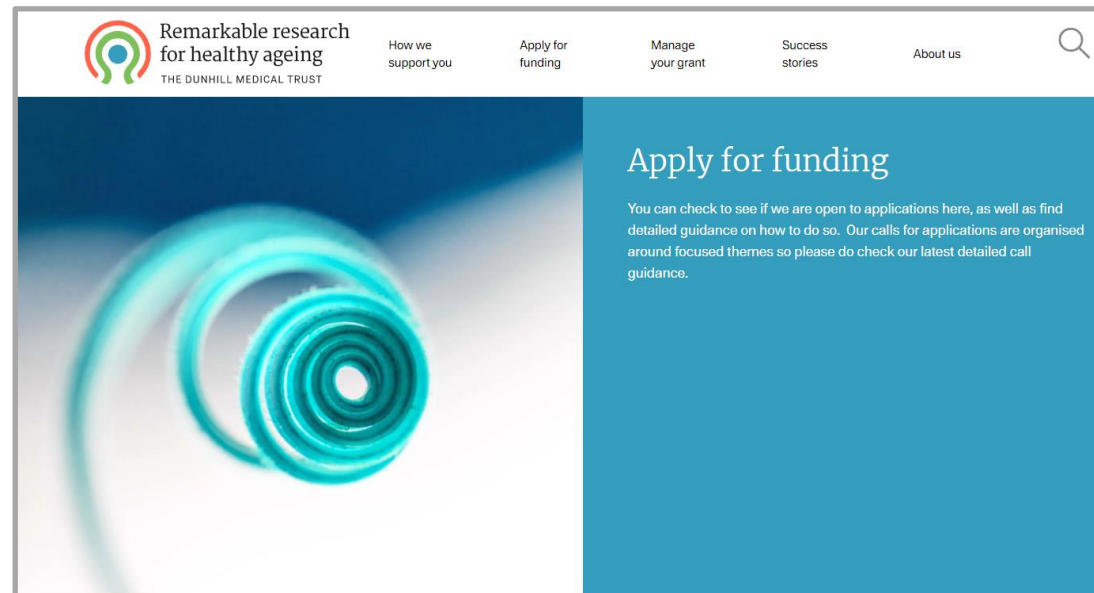 Remarkable research
for healthy ageing
THE DUNHILL MEDICAL TRUST
How we
support you
Apply for
funding
Manage
your grant
Success
stories
About us
Apply for funding
You can check to see if we are open to applications here, as well as find
detailed guidance on how to do so. Our calls for applications are organised
around focused themes so please do check our latest detailed call
guidance.